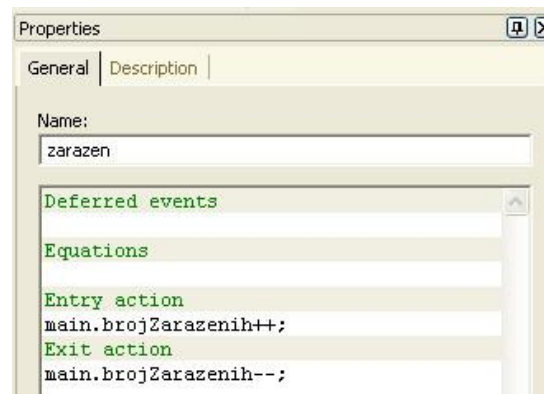 Properties
General Description
Name:
zarazen
Deferred events
Equations
Entry action
main.brojZarazenih++;
Exit action
main.brojZarazenih--;